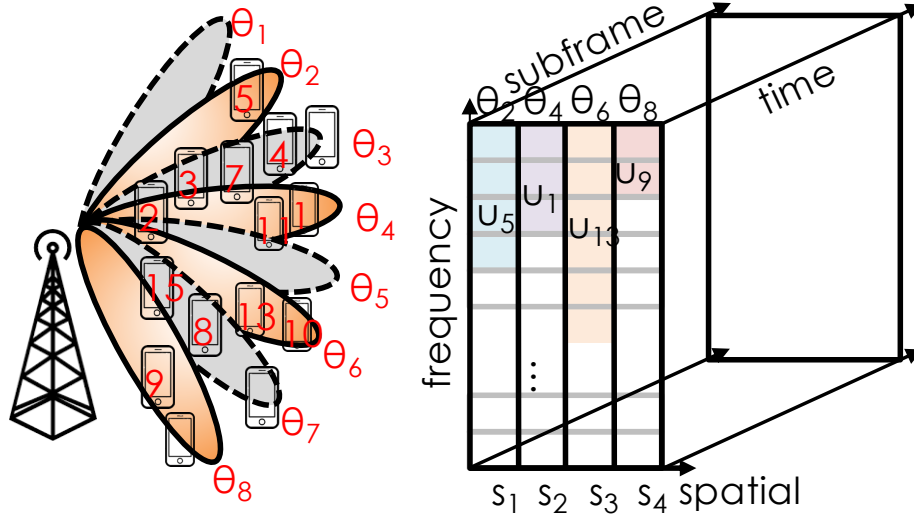 θ1
θ2
5
4
θ3
3
7
2
11
1
θ4
15
θ5
8
13
10
θ6
9
θ7
θ8
subframe
time
θ2 θ4 θ6 θ8
frequency
u5
u1
u13
u9
...
s1 s2 s3 s4 spatial